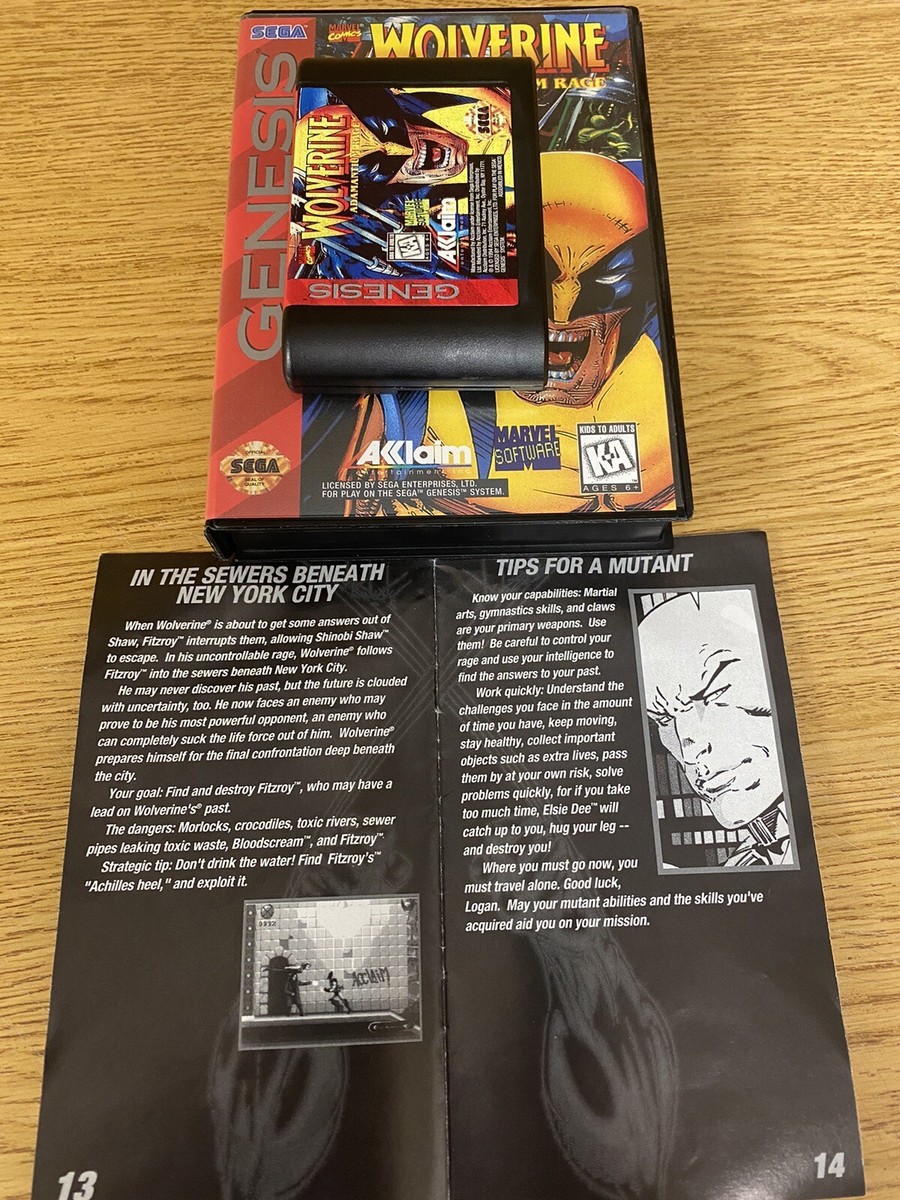 SEGA
GENESIS
MARVEL
COMICS
WOLVERINE
M RAGE
WOLVERINE
SEGA
MARVEL
SOFTWARE
K-A
AKKlaim
GENESIS
OFFICIAL
SEGA
SEAL OF
QUALITY
AKKlaim
entertainment, inc.
MARVEL
SOFTWARE
KIDS TO ADULTS
K-A
AGES 6+
LICENSED BY SEGA ENTERPRISES, LTD.
FOR PLAY ON THE SEGA™ GENESIS™ SYSTEM.
IN THE SEWERS BENEATH
NEW YORK CITY
When Wolverine® is about to get some answers out of
Shaw, Fitzroy™ interrupts them, allowing Shinobi Shaw™
to escape. In his uncontrollable rage, Wolverine® follows
Fitzroy™ into the sewers beneath New York City.
He may never discover his past, but the future is clouded
with uncertainty, too. He now faces an enemy who may
prove to be his most powerful opponent, an enemy who
can completely suck the life force out of him. Wolverine®
prepares himself for the final confrontation deep beneath
the city.
Your goal: Find and destroy Fitzroy™, who may have a
lead on Wolverine's® past.
The dangers: Morlocks, crocodiles, toxic rivers, sewer
pipes leaking toxic waste, Bloodscream™, and Fitzroy™.
Strategic tip: Don't drink the water! Find Fitzroy's™
"Achilles heel," and exploit it.
13
TIPS FOR A MUTANT
Know your capabilities: Martial
arts, gymnastics skills, and claws
are your primary weapons. Use
them! Be careful to control your
rage and use your intelligence to
find the answers to your past.
Work quickly: Understand the
challenges you face in the amount
of time you have, keep moving,
stay healthy, collect important
objects such as extra lives, pass
them by at your own risk, solve
problems quickly, for if you take
too much time, Elsie Dee™ will
catch up to you, hug your leg --
and destroy you!
Where you must go now, you
must travel alone. Good luck,
Logan. May your mutant abilities and the skills you've
acquired aid you on your mission.
14